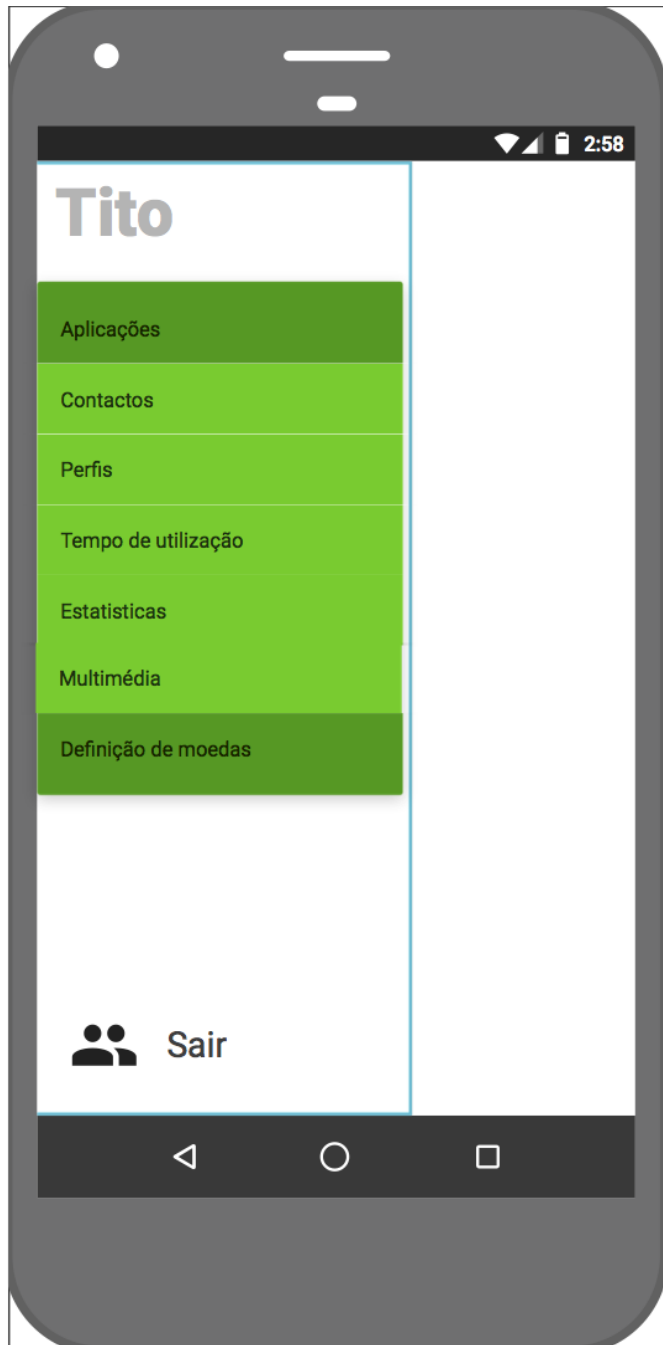 2:58
Tito
Aplicações
Contactos
Perfis
Tempo de utilização
Estatisticas
Multimédia
Definição de moedas
Sair